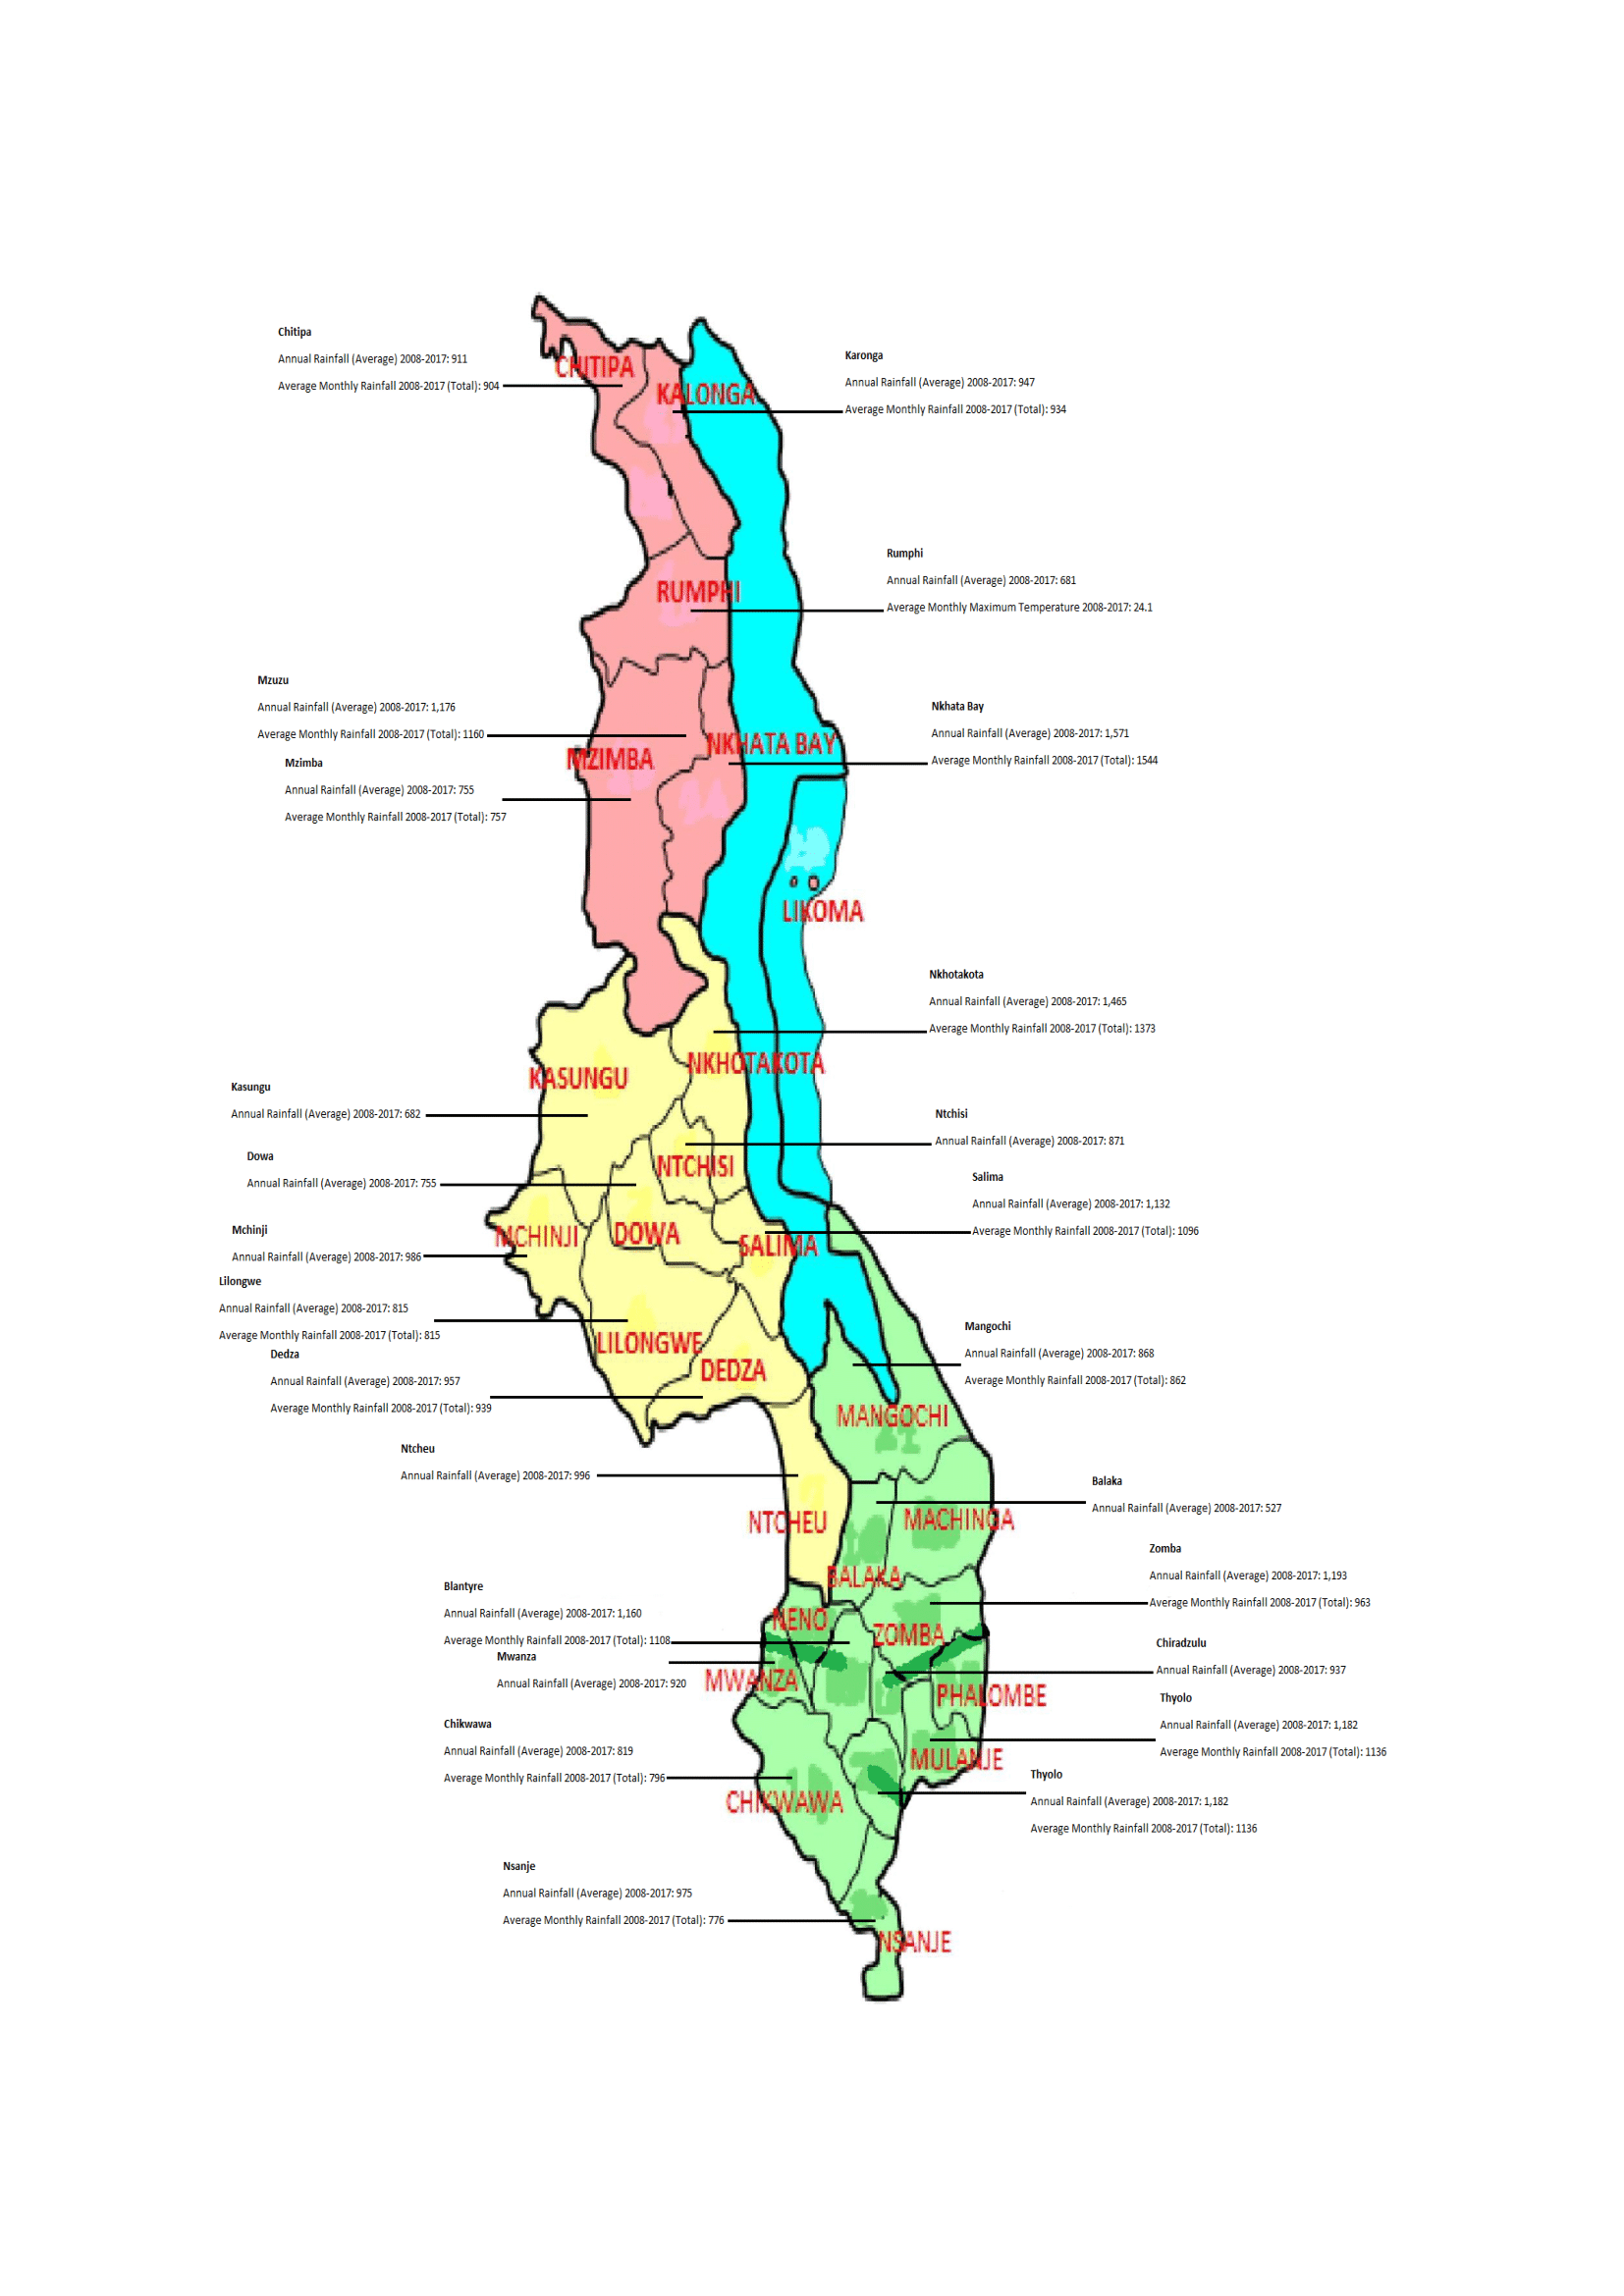 Chitipa
Annual Rainfall (Average) 2008-2017: 911
Average Monthly Rainfall 2008-2017 (Total): 904
CHITIPA
Karonga
Annual Rainfall (Average) 2008-2017: 947
Average Monthly Rainfall 2008-2017 (Total): 934
KALONGA
Rumphi
Annual Rainfall (Average) 2008-2017: 681
Average Monthly Maximum Temperature 2008-2017: 24.1
RUMPHI
Mzuzu
Annual Rainfall (Average) 2008-2017: 1,176
Average Monthly Rainfall 2008-2017 (Total): 1160
Nkhata Bay
Annual Rainfall (Average) 2008-2017: 1,571
Average Monthly Rainfall 2008-2017 (Total): 1544
NKHATA BAY
MZIMBA
Mzimba
Annual Rainfall (Average) 2008-2017: 755
Average Monthly Rainfall 2008-2017 (Total): 757
LIKOMA
Nkhotakota
Annual Rainfall (Average) 2008-2017: 1,465
Average Monthly Rainfall 2008-2017 (Total): 1373
NKHOTAKOTA
KASUNGU
Kasungu
Annual Rainfall (Average) 2008-2017: 682
Ntchisi
Annual Rainfall (Average) 2008-2017: 871
NTCHISI
Dowa
Annual Rainfall (Average) 2008-2017: 755
Salima
Annual Rainfall (Average) 2008-2017: 1,132
Average Monthly Rainfall 2008-2017 (Total): 1096
MCHINJI
DOWA
SALIMA
Mchinji
Annual Rainfall (Average) 2008-2017: 986
Lilongwe
Annual Rainfall (Average) 2008-2017: 815
Average Monthly Rainfall 2008-2017 (Total): 815
LILONGWE
Mangochi
Annual Rainfall (Average) 2008-2017: 868
Average Monthly Rainfall 2008-2017 (Total): 862
Dedza
Annual Rainfall (Average) 2008-2017: 957
Average Monthly Rainfall 2008-2017 (Total): 939
DEDZA
MANGOCHI
Ntcheu
Annual Rainfall (Average) 2008-2017: 996
NTCHEU
Balaka
Annual Rainfall (Average) 2008-2017: 527
MACHINGA
BALAKA
Zomba
Annual Rainfall (Average) 2008-2017: 1,193
Average Monthly Rainfall 2008-2017 (Total): 963
Blantyre
Annual Rainfall (Average) 2008-2017: 1,160
Average Monthly Rainfall 2008-2017 (Total): 1108
NENO
ZOMBA
Mwanza
Annual Rainfall (Average) 2008-2017: 920
MWANZA
Chiradzulu
Annual Rainfall (Average) 2008-2017: 937
PHALOMBE
Thyolo
Annual Rainfall (Average) 2008-2017: 1,182
Average Monthly Rainfall 2008-2017 (Total): 1136
MULANJE
Chikwawa
Annual Rainfall (Average) 2008-2017: 819
Average Monthly Rainfall 2008-2017 (Total): 796
CHIKWAWA
Thyolo
Annual Rainfall (Average) 2008-2017: 1,182
Average Monthly Rainfall 2008-2017 (Total): 1136
Nsanje
Annual Rainfall (Average) 2008-2017: 975
Average Monthly Rainfall 2008-2017 (Total): 776
NSANJE